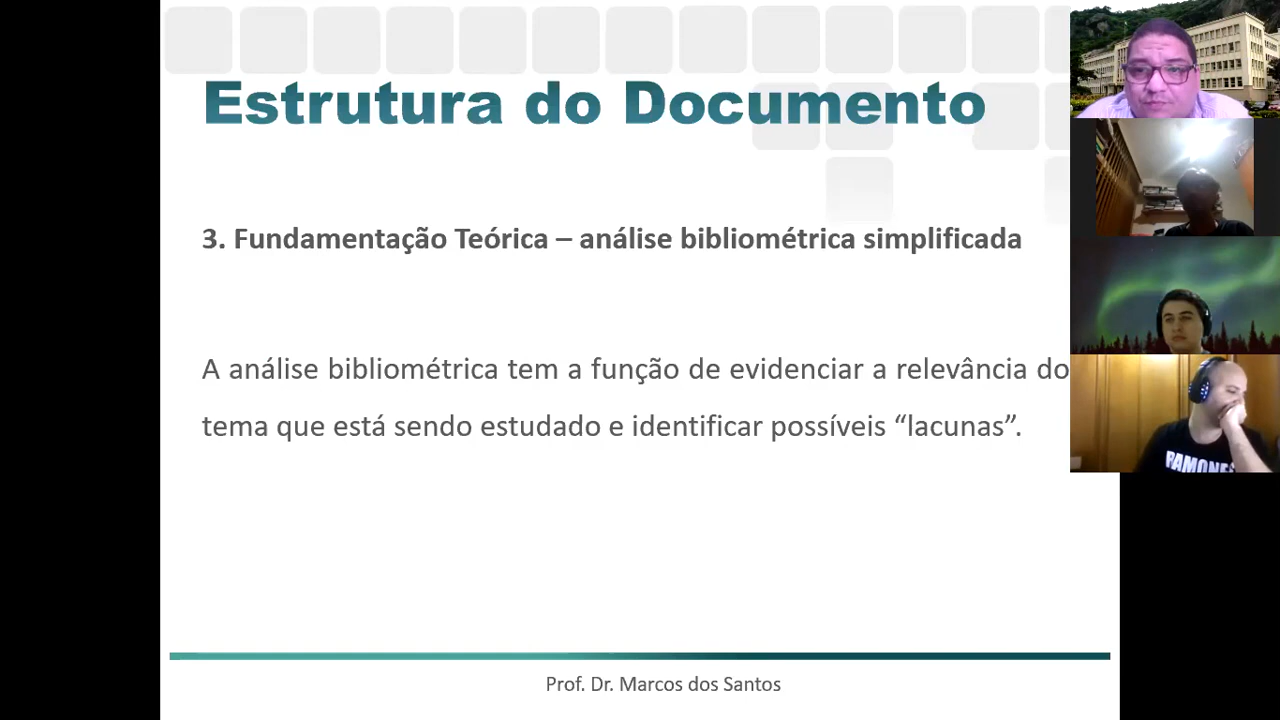 Estrutura do Documento
3. Fundamentação Teórica – análise bibliométrica simplificada
A análise bibliométrica tem a função de evidenciar a relevância do
tema que está sendo estudado e identificar possíveis “lacunas”.
RAMONES
Prof. Dr. Marcos dos Santos